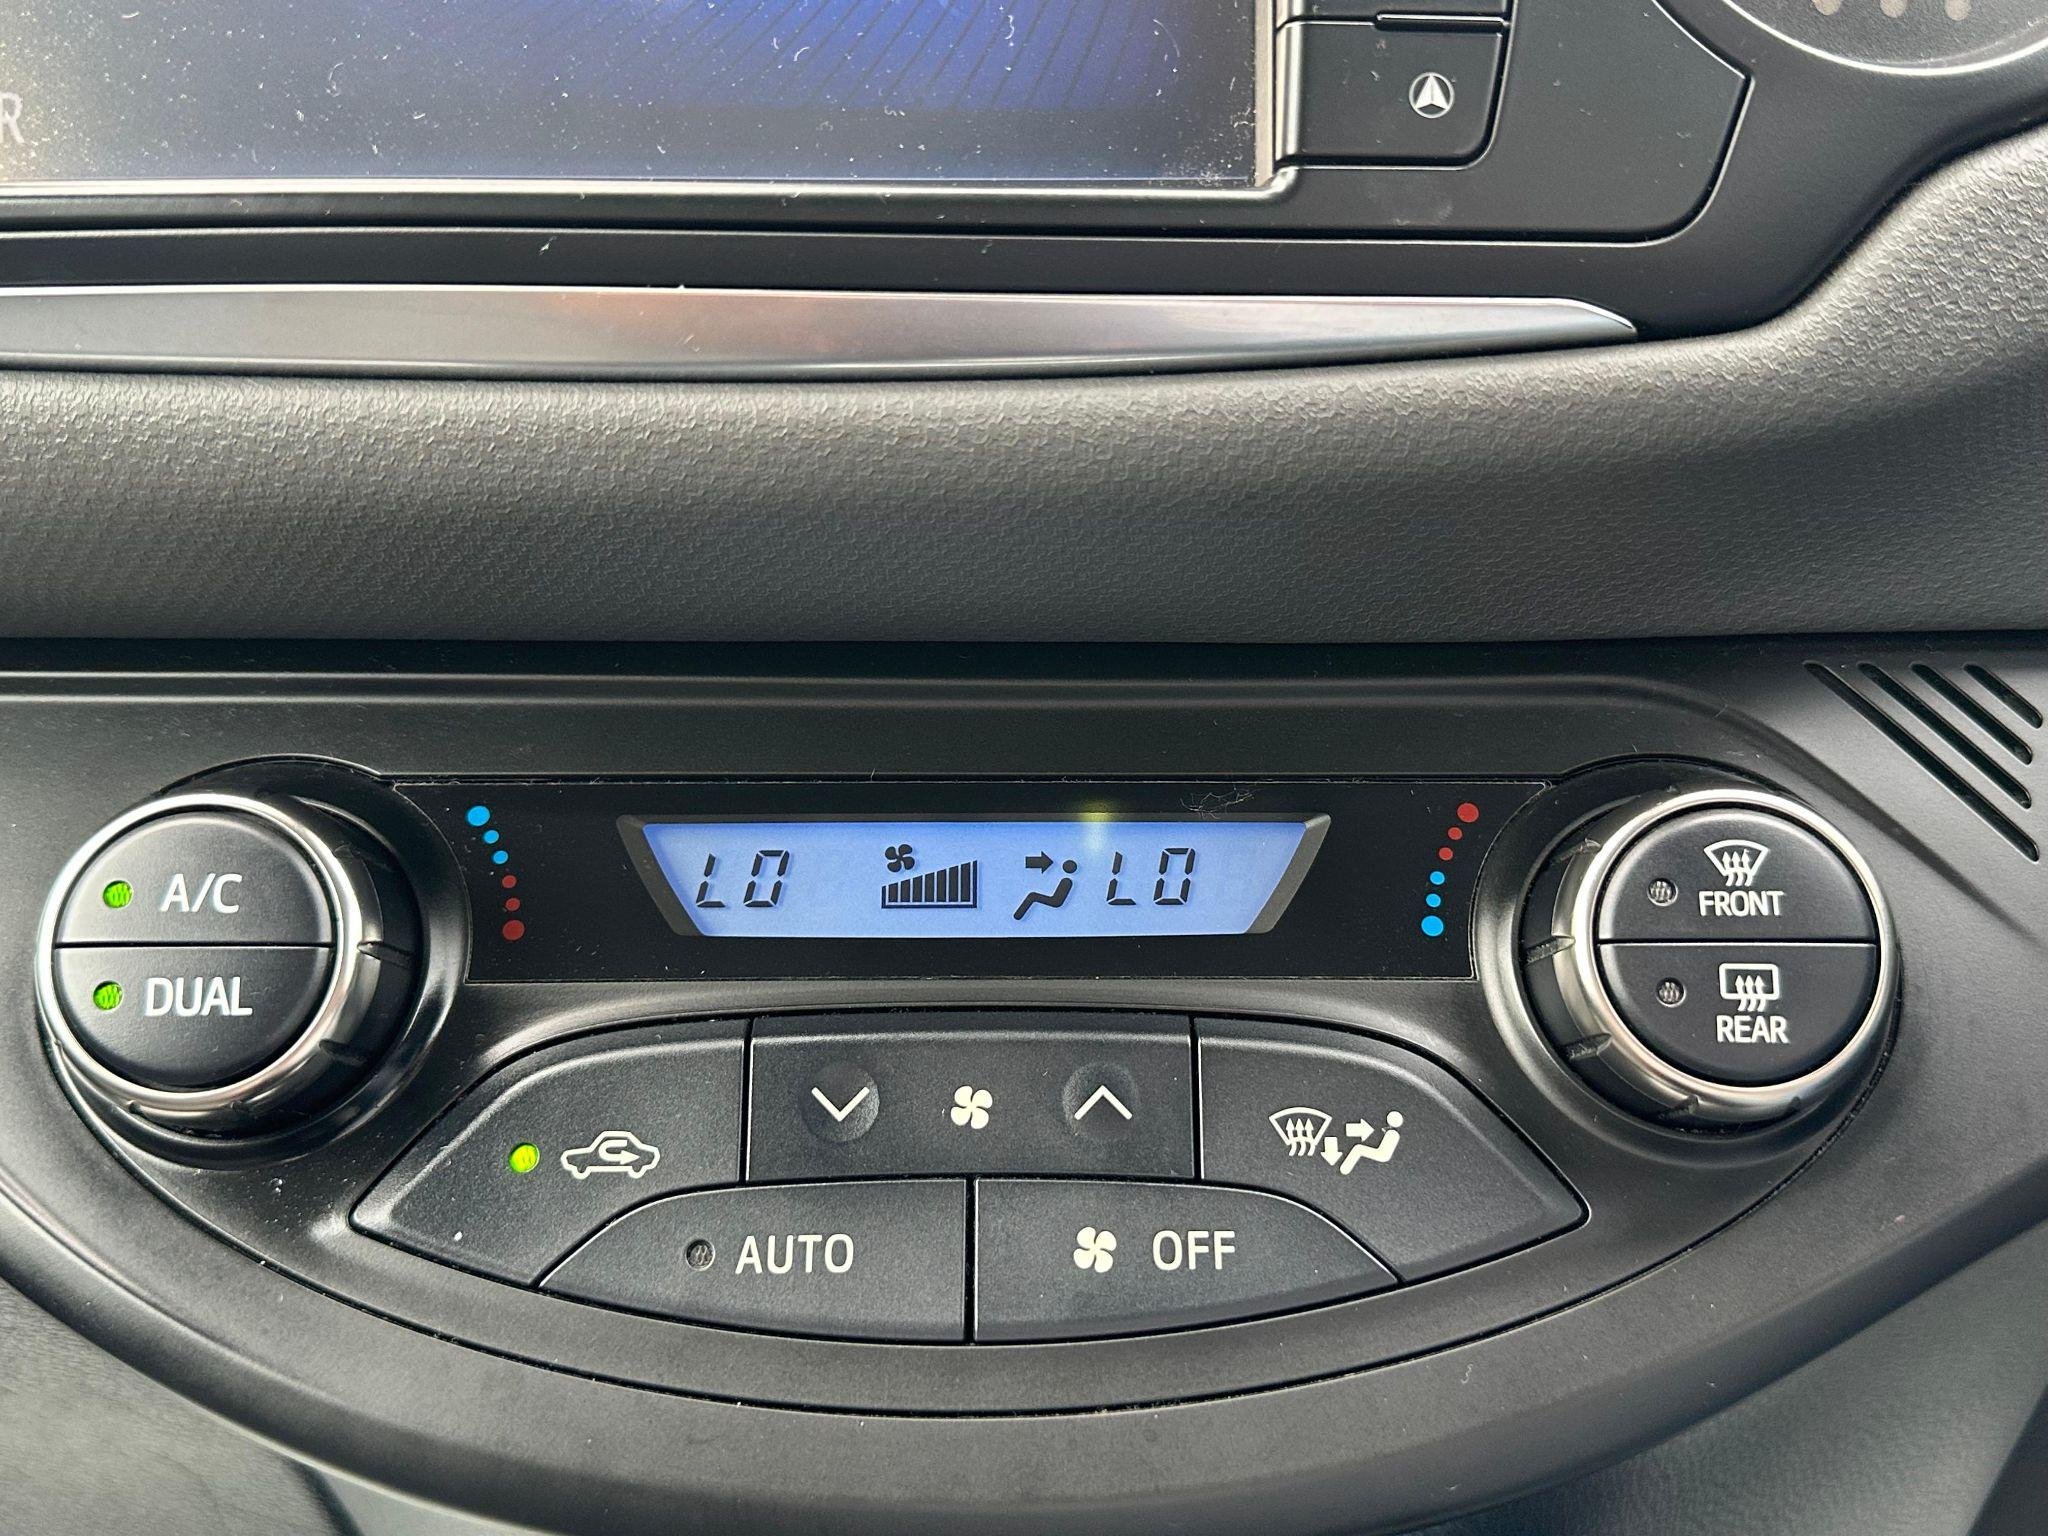 R
LO LO
A/C
DUAL
FRONT
REAR
AUTO
OFF